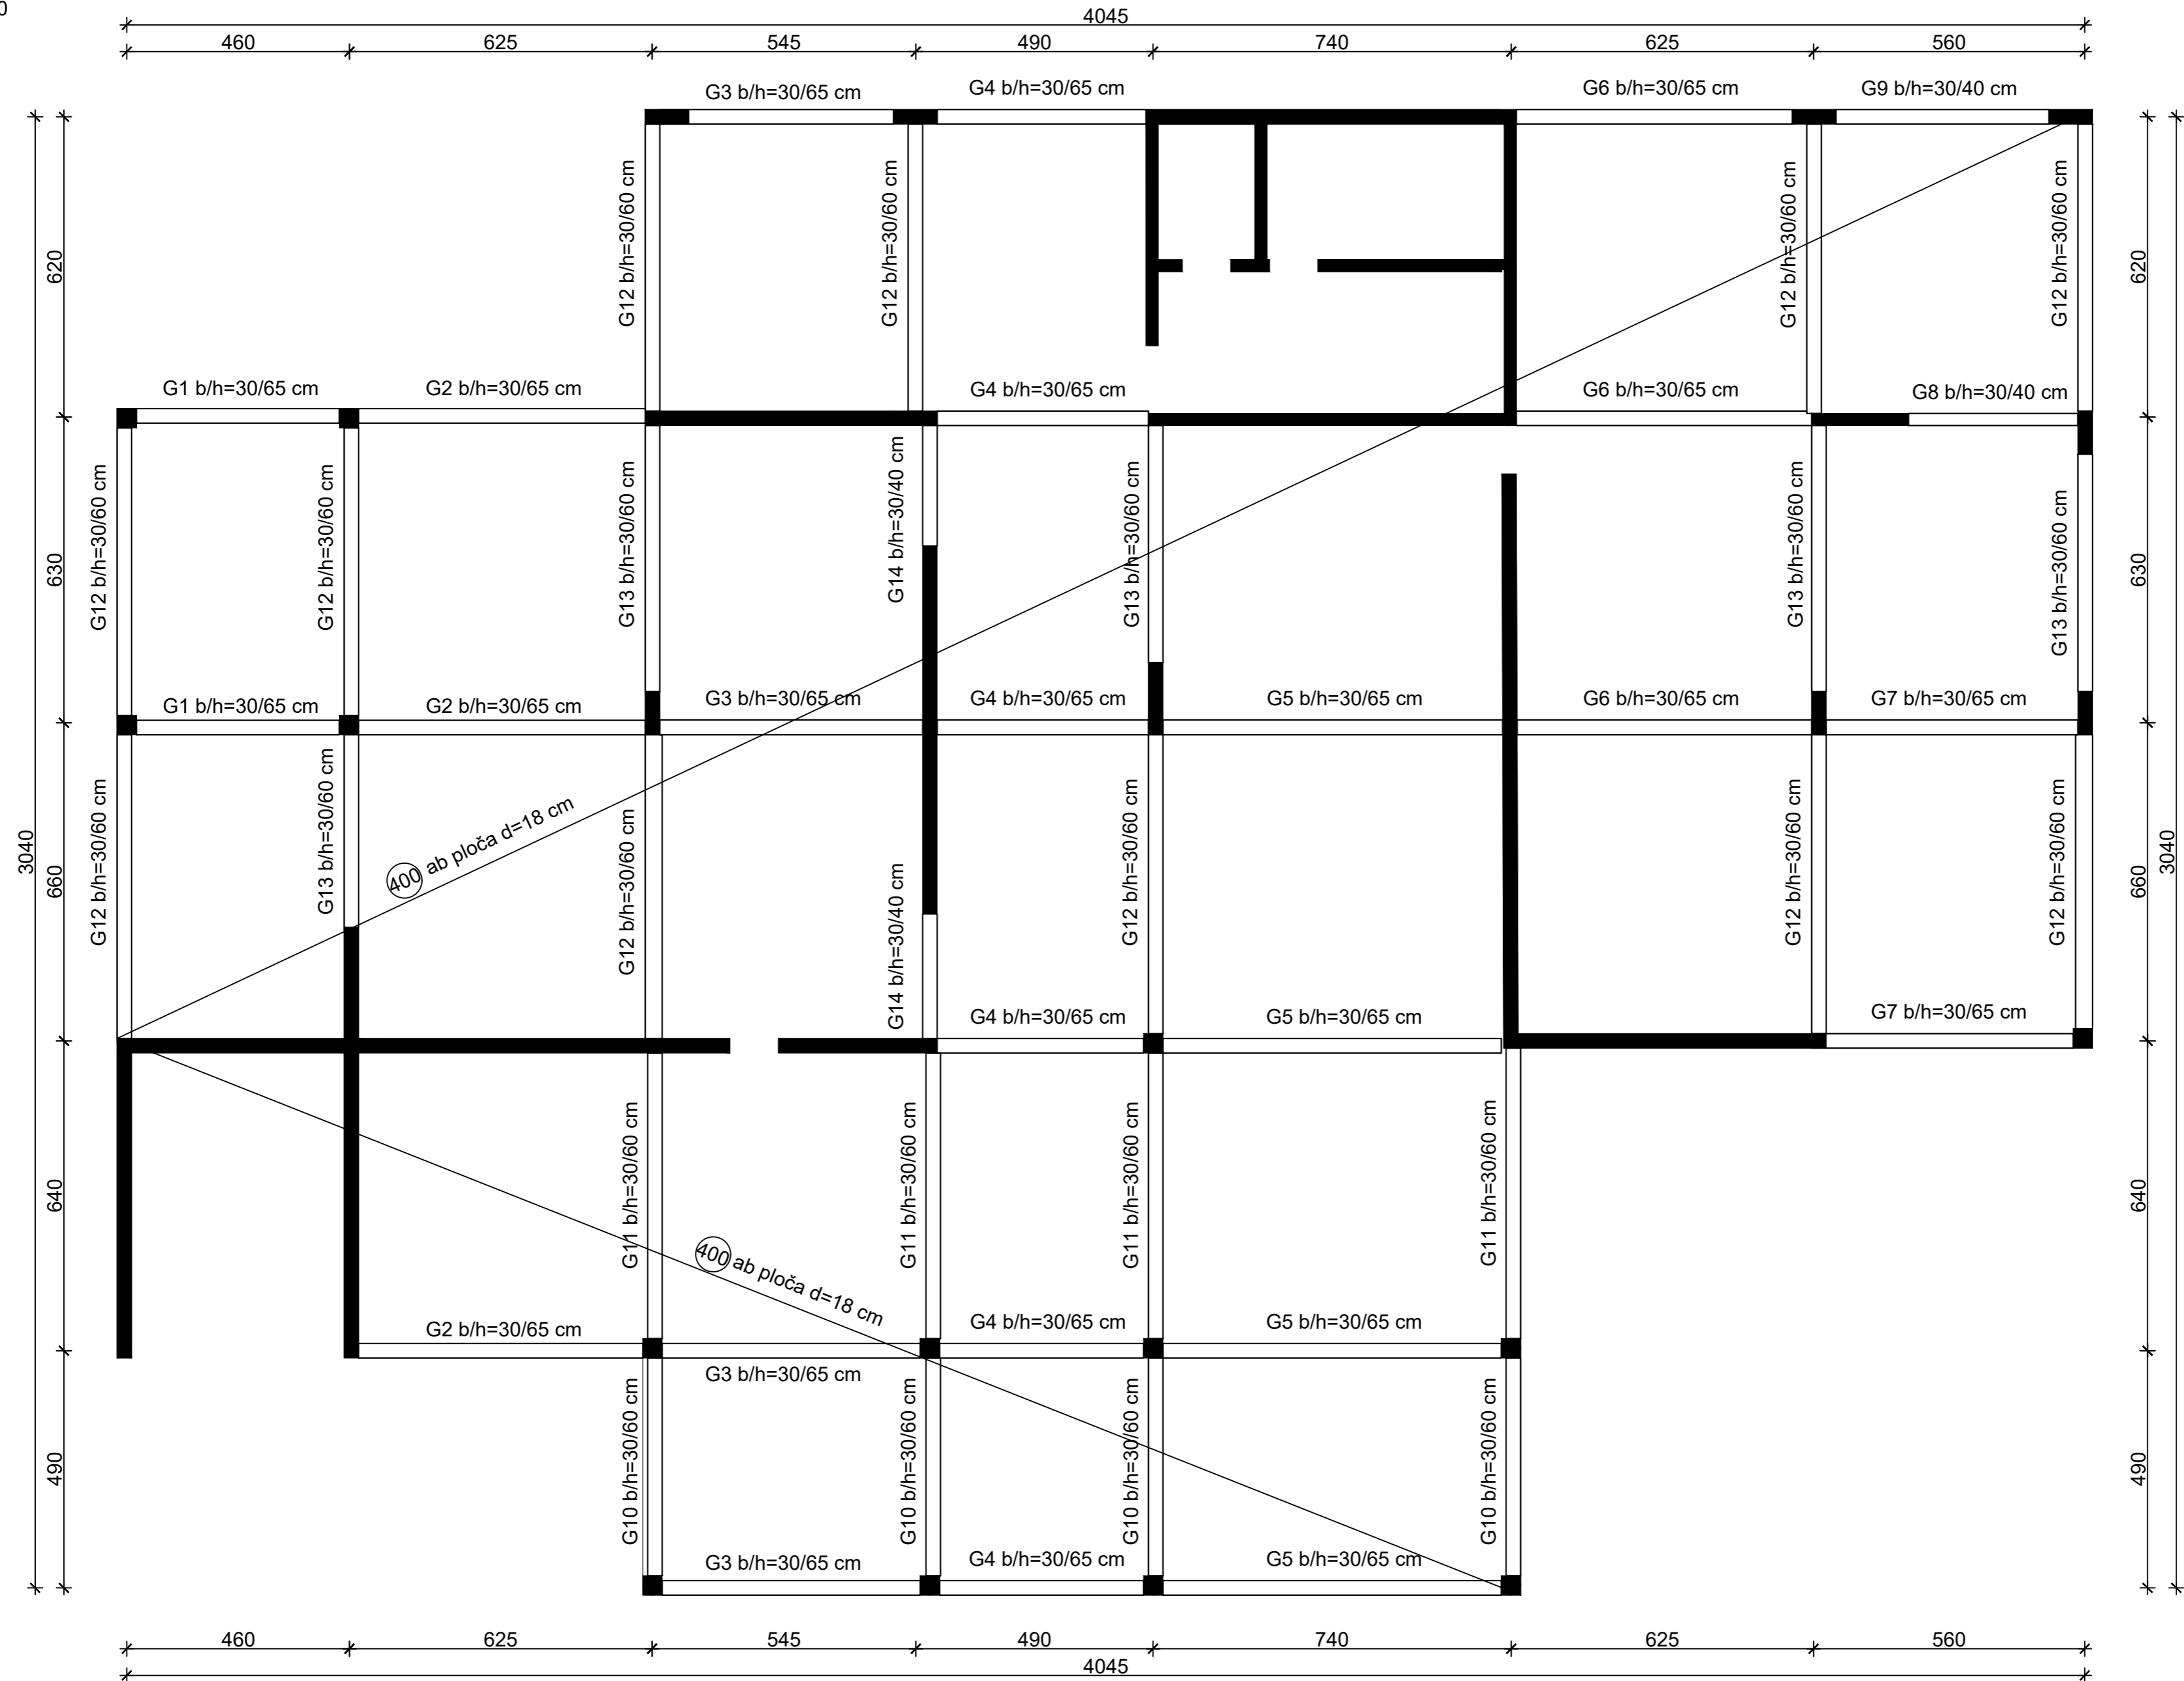 0
4045
460 625 545 490 740 625 560
G3 b/h=30/65 cm
G4 b/h=30/65 cm
G6 b/h=30/65 cm
G9 b/h=30/40 cm
620
G12 b/h=30/60 cm
G12 b/h=30/60 cm
G12 b/h=30/60 cm
G12 b/h=30/60 cm
620
G1 b/h=30/65 cm
G2 b/h=30/65 cm
G4 b/h=30/65 cm
G6 b/h=30/65 cm
G8 b/h=30/40 cm
630
G12 b/h=30/60 cm
G12 b/h=30/60 cm
G13 b/h=30/60 cm
G14 b/h=30/40 cm
G13 b/h=30/60 cm
G13 b/h=30/60 cm
G13 b/h=30/60 cm
630
G1 b/h=30/65 cm
G2 b/h=30/65 cm
G3 b/h=30/65 cm
G4 b/h=30/65 cm
G5 b/h=30/65 cm
G6 b/h=30/65 cm
G7 b/h=30/65 cm
3040
660
G12 b/h=30/60 cm
G13 b/h=30/60 cm
400 ab ploča d=18 cm
G12 b/h=30/60 cm
G14 b/h=30/40 cm
G12 b/h=30/60 cm
G12 b/h=30/60 cm
G12 b/h=30/60 cm
660
3040
G4 b/h=30/65 cm
G5 b/h=30/65 cm
G7 b/h=30/65 cm
640
G11 b/h=30/60 cm
400 ab ploča d=18 cm
G11 b/h=30/60 cm
G11 b/h=30/60 cm
G11 b/h=30/60 cm
640
G2 b/h=30/65 cm
G3 b/h=30/65 cm
G4 b/h=30/65 cm
G5 b/h=30/65 cm
490
G10 b/h=30/60 cm
G10 b/h=30/60 cm
G10 b/h=30/60 cm
G10 b/h=30/60 cm
490
G3 b/h=30/65 cm
G4 b/h=30/65 cm
G5 b/h=30/65 cm
460 625 545 490 740 625 560
4045